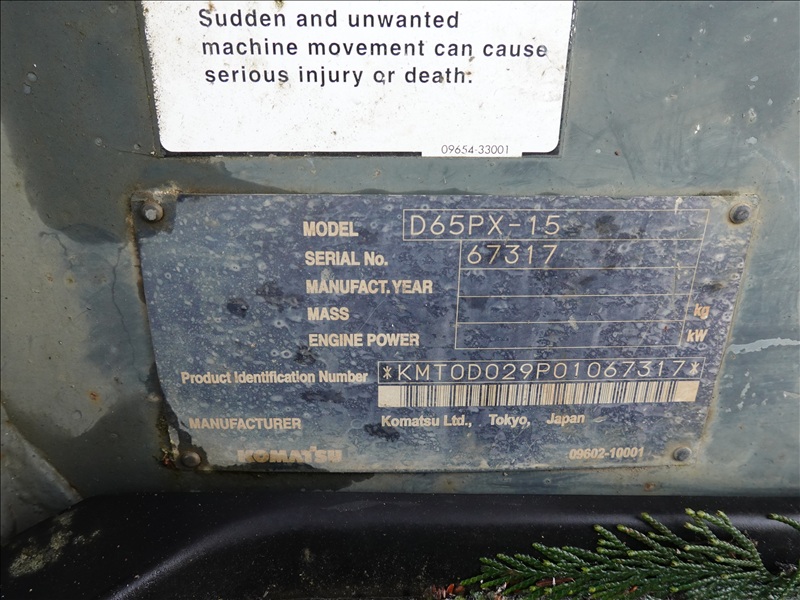 Sudden and unwanted
machine movement can cause
serious injury or death.
09654-33001
MODEL D65PX-15
SERIAL No. 67317
MANUFACT. YEAR
MASS kg
ENGINE POWER kW
Product Identification Number *KMT0D029P01067317*
MANUFACTURER Komatsu Ltd., Tokyo, Japan
KOMATSU 09602-10001